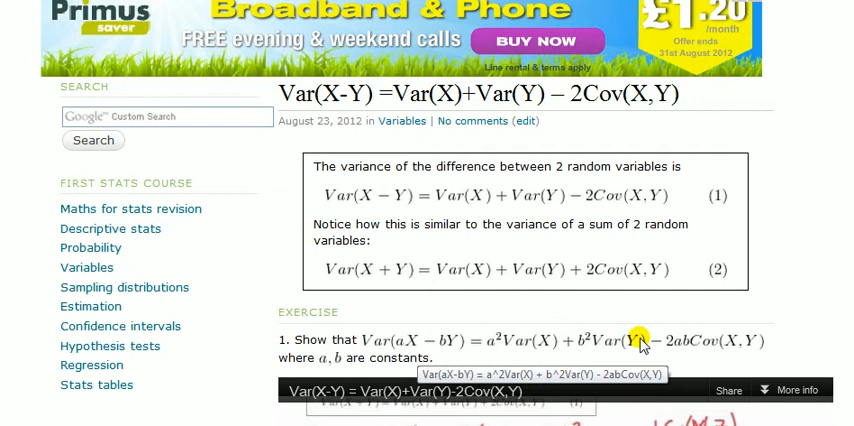 Primus
saver
Broadband & Phone
FREE evening & weekend calls
BUY NOW
Line rental & terms apply
£1.20
/month
Offer ends
31st August 2012
SEARCH
Google™ Custom Search
Search
FIRST STATS COURSE
Maths for stats revision
Descriptive stats
Probability
Variables
Sampling distributions
Estimation
Confidence intervals
Hypothesis tests
Regression
Stats tables
Var(X-Y) =Var(X)+Var(Y) – 2Cov(X,Y)
August 23, 2012 in Variables | No comments (edit)
The variance of the difference between 2 random variables is
Var(X − Y) = Var(X) + Var(Y) − 2Cov(X, Y) (1)
Notice how this is similar to the variance of a sum of 2 random
variables:
Var(X + Y) = Var(X) + Var(Y) + 2Cov(X, Y) (2)
EXERCISE
1. Show that Var(aX − bY) = a²Var(X) + b²Var(Y) − 2abCov(X, Y)
where a, b are constants.
Var(aX-bY) = a^2Var(X) + b^2Var(Y) - 2abCov(X,Y)
Var(X-Y) = Var(X)+Var(Y)-2Cov(X,Y)
Share
More info